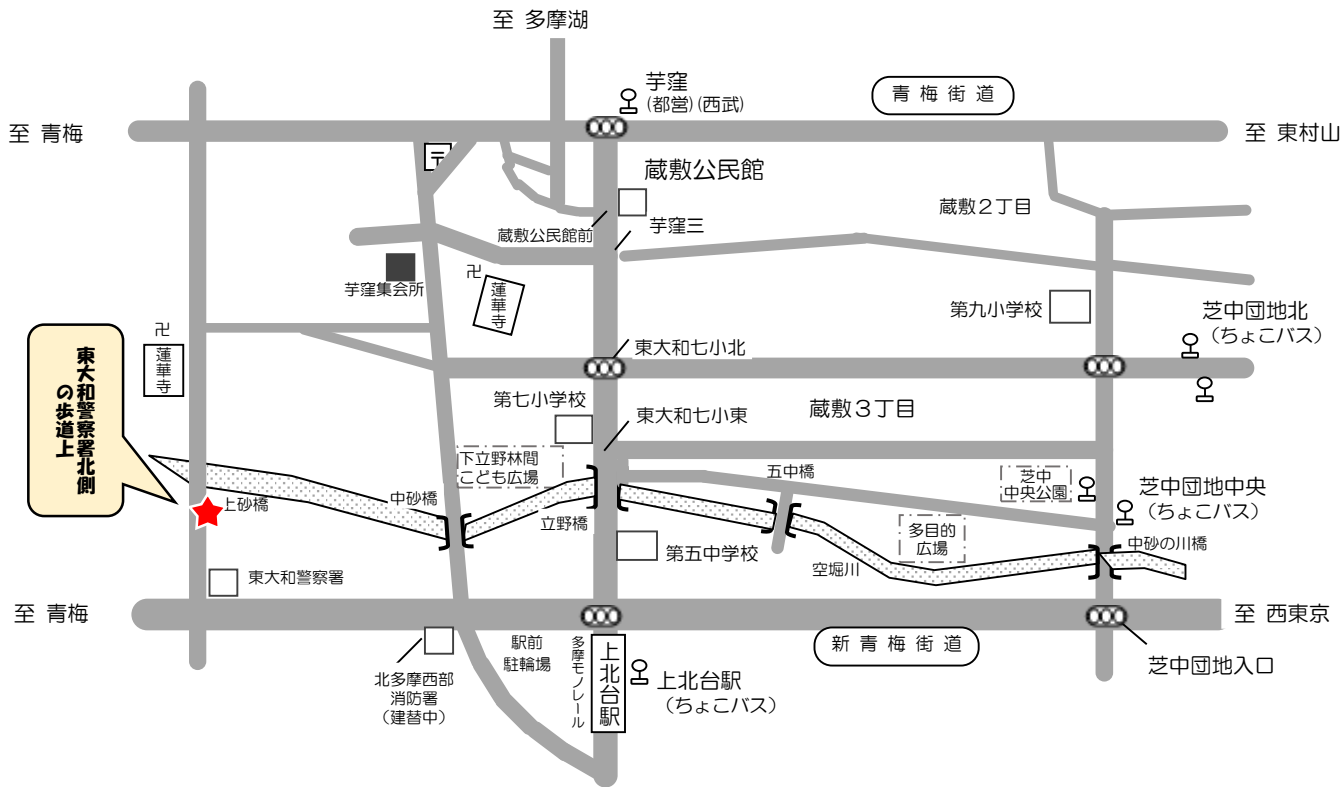 至 多摩湖
芋窪
(都営)(西武)
青 梅 街 道
至 青梅
至 東村山
〒
蔵敷公民館
蔵敷2丁目
蔵敷公民館前
芋窪三
卍
芋窪集会所
蓮華寺
第九小学校
芝中団地北
(ちょこバス)
卍
蓮華寺
東大和七小北
東大和警察署北側
の歩道上
第七小学校
東大和七小東
蔵敷3丁目
下立野林間
こども広場
五中橋
芝中
中央公園
芝中団地中央
(ちょこバス)
上砂橋
中砂橋
立野橋
多目的
広場
中砂の川橋
第五中学校
空堀川
東大和警察署
至 青梅
至 西東京
新 青 梅 街 道
駅前
駐輪場
多摩モノレール
上北台駅
上北台駅
(ちょこバス)
芝中団地入口
北多摩西部
消防署
(建替中)